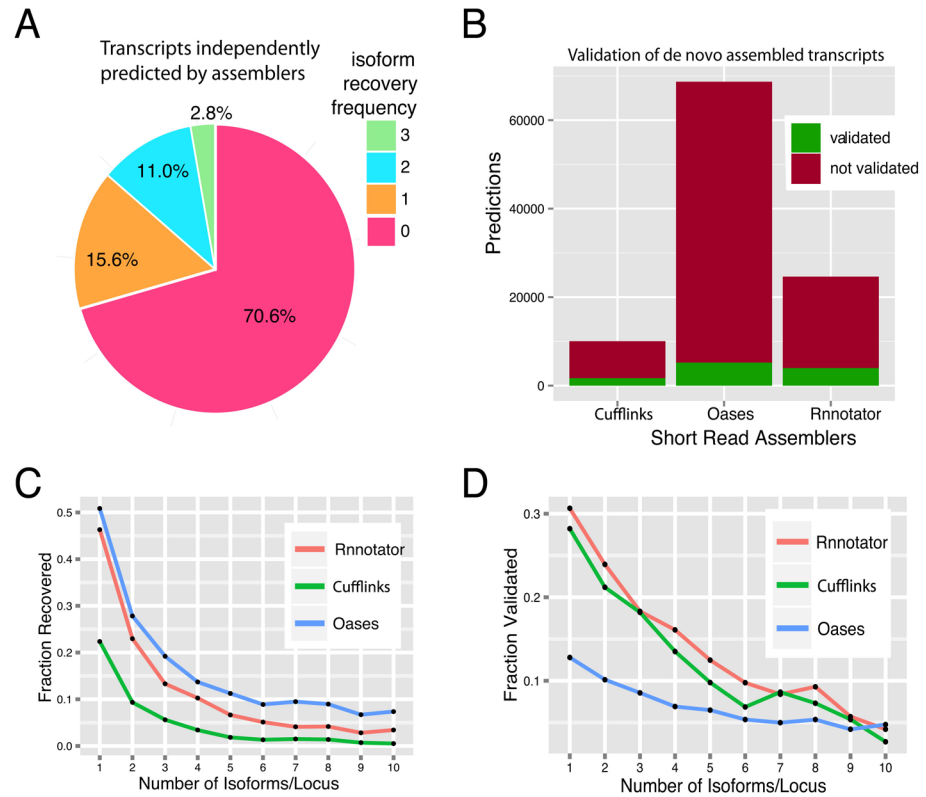 A
Transcripts independently
predicted by assemblers
isoform
recovery
frequency
3
2
1
0
2.8%
11.0%
15.6%
70.6%
B
Validation of de novo assembled transcripts
Predictions
60000
40000
20000
0
validated
not validated
Cufflinks Oases Rnnotator
Short Read Assemblers
C
Fraction Recovered
0.5
0.4
0.3
0.2
0.1
0.0
Rnnotator
Cufflinks
Oases
1 2 3 4 5 6 7 8 9 10
Number of Isoforms/Locus
D
Fraction Validated
0.3
0.2
0.1
Rnnotator
Cufflinks
Oases
1 2 3 4 5 6 7 8 9 10
Number of Isoforms/Locus